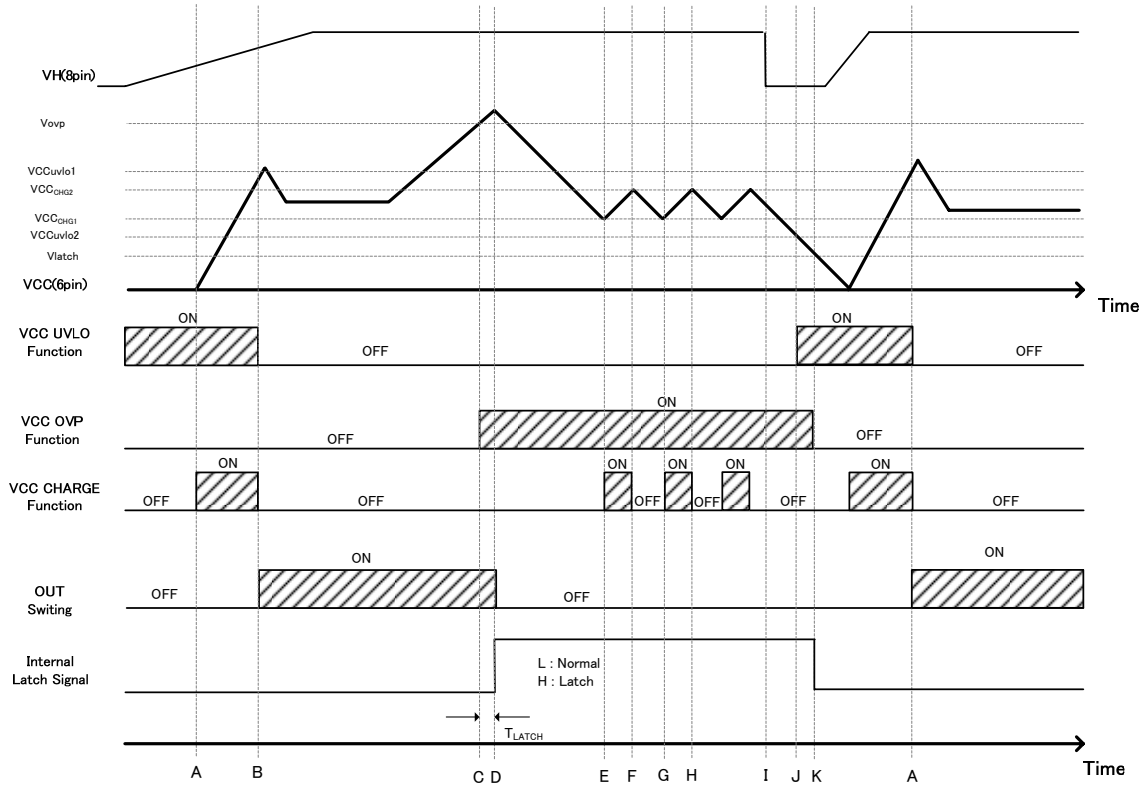 VH(8pin)
Vovp
VCCuvlo1
VCCCHG2
VCCCHG1
VCCuvlo2
Vlatch
VCC(6pin)
Time
VCC UVLO
Function
ON
OFF
ON
OFF
VCC OVP
Function
OFF
ON
OFF
VCC CHARGE
Function
OFF
ON
OFF
ON
OFF
ON
OFF
ON
OFF
ON
OFF
OUT
Switing
OFF
ON
OFF
ON
Internal
Latch Signal
L : Normal
H : Latch
TLATCH
Time
A B C D E F G H I J K A